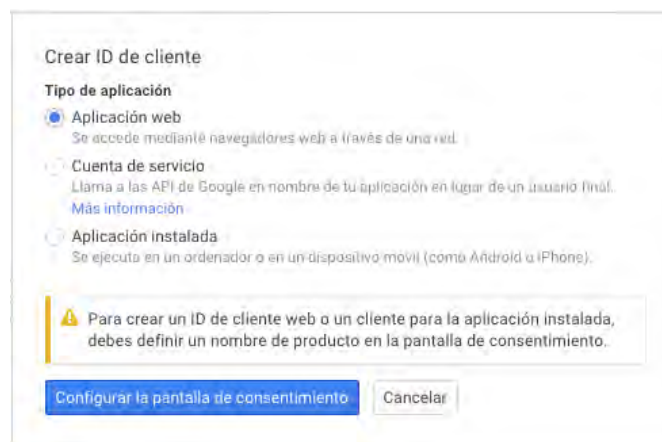 Crear ID de cliente
Tipo de aplicación
Aplicación web
Se accede mediante navegadores web a través de una red.
Cuenta de servicio
Llama a las API de Google en nombre de tu aplicación en lugar de un usuario final.
Más información
Aplicación instalada
Se ejecuta en un ordenador o en un dispositivo móvil (como Android o iPhone).
Para crear un ID de cliente web o un cliente para la aplicación instalada,
debes definir un nombre de producto en la pantalla de consentimiento.
Configurar la pantalla de consentimiento
Cancelar